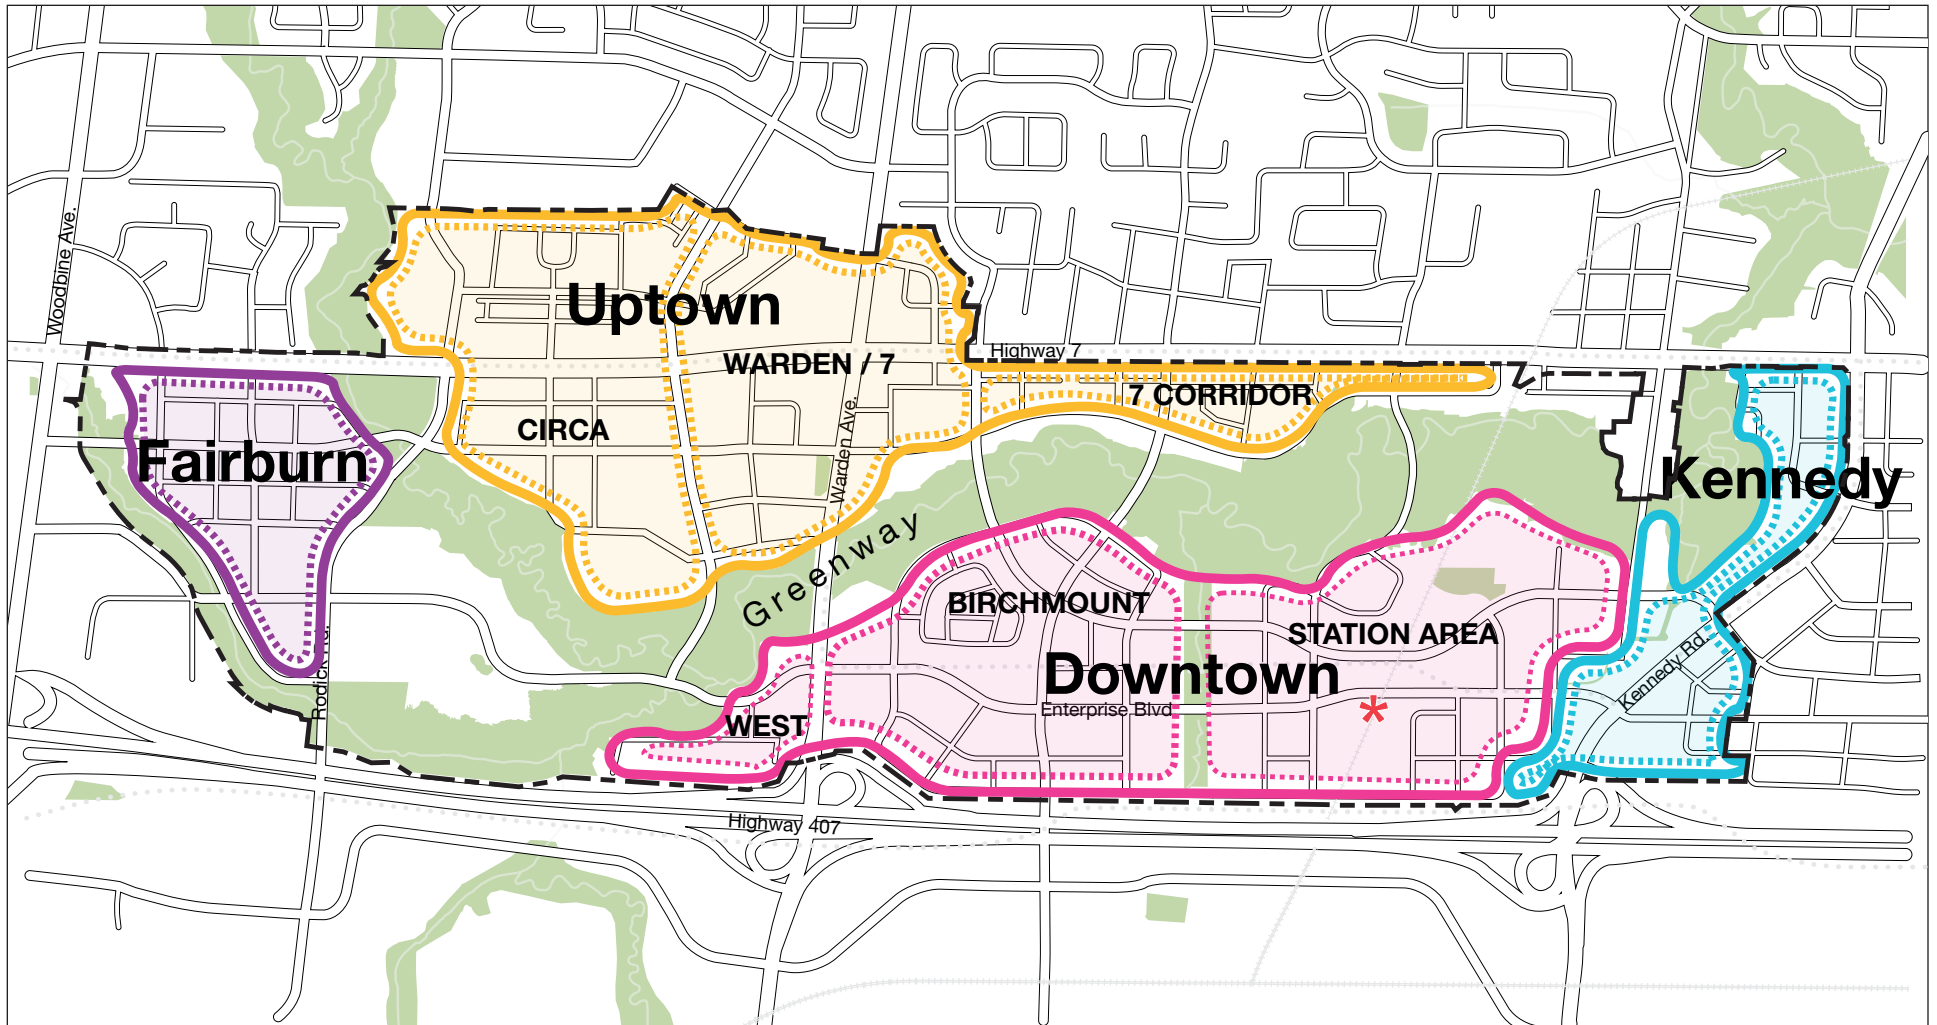 Woodbine Ave.
Uptown
Highway 7
WARDEN / 7
7 CORRIDOR
CIRCA
Warden Ave.
Fairburn
Kennedy
Greenway
BIRCHMOUNT
STATION AREA
Downtown
Kennedy Rd.
Rodick Rd.
Enterprise Blvd
*
WEST
Highway 407